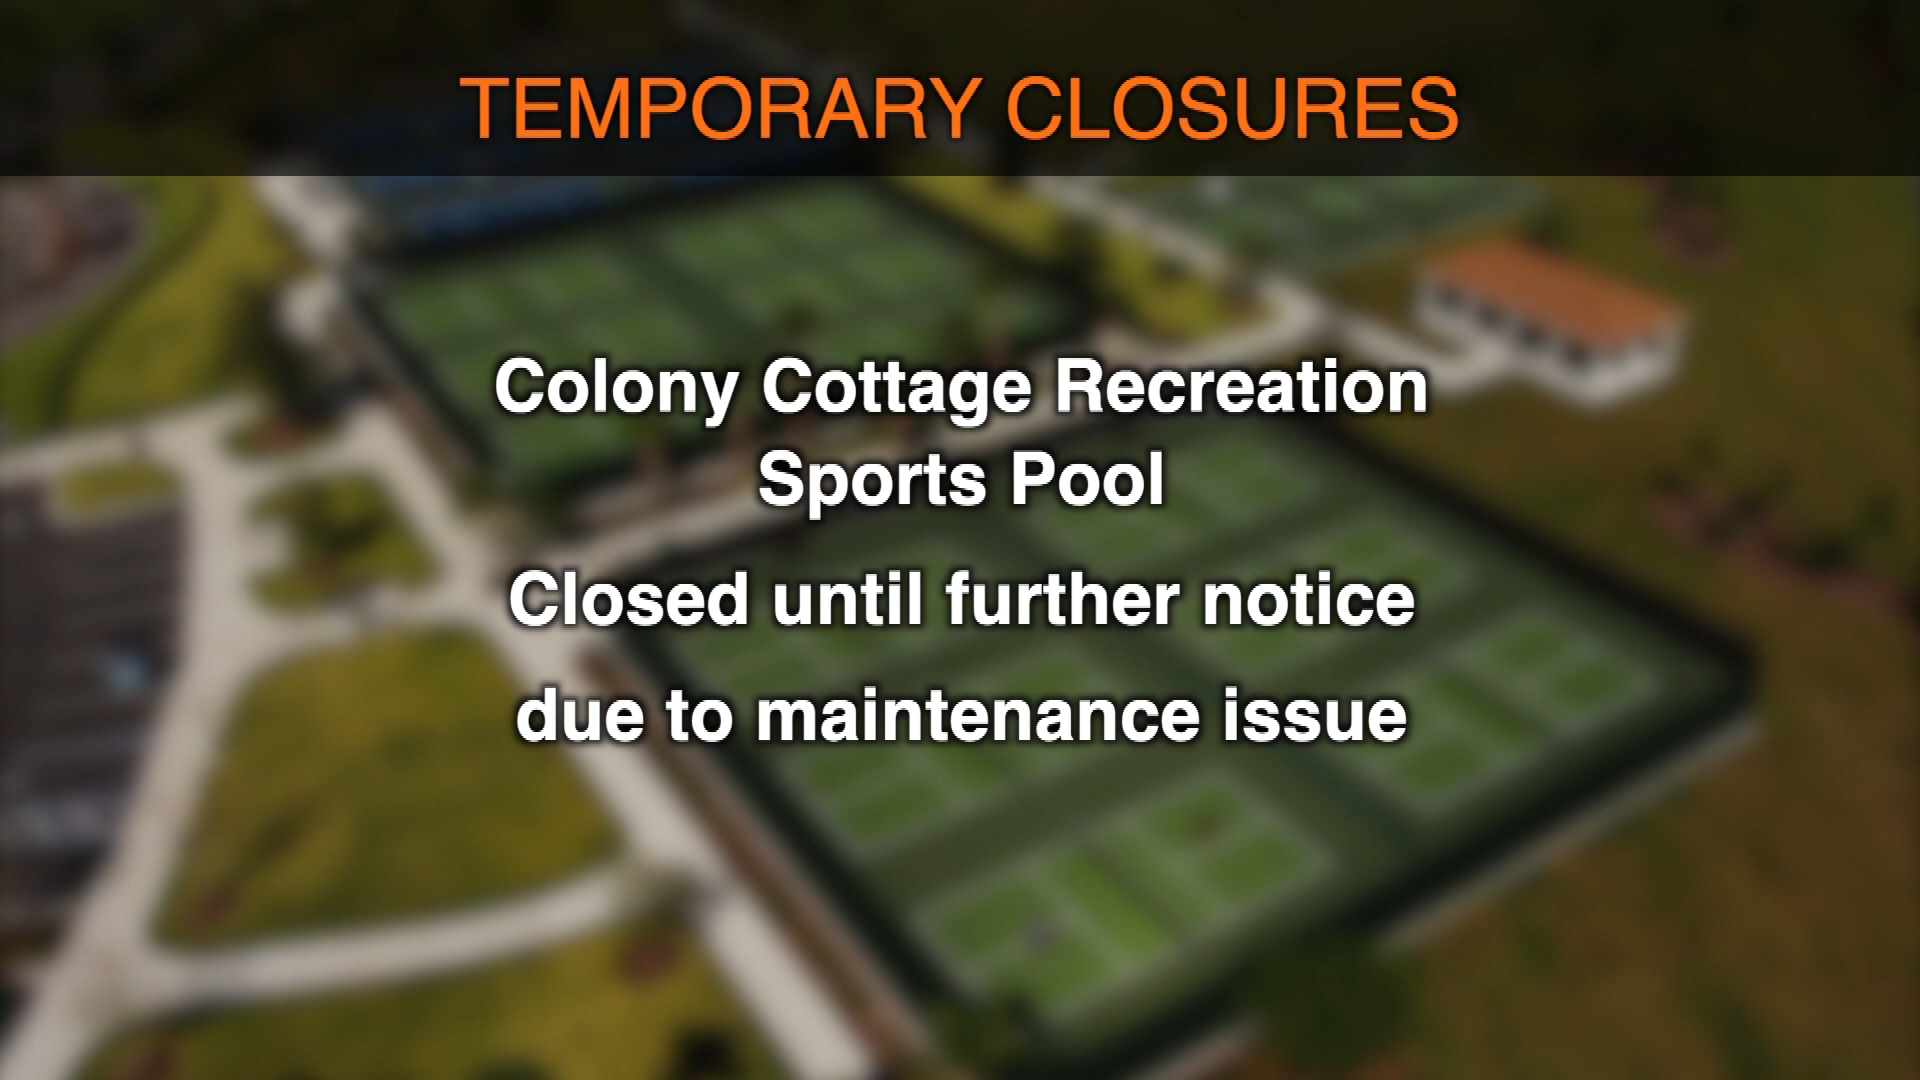 TEMPORARY CLOSURES
Colony Cottage Recreation
Sports Pool
Closed until further notice
due to maintenance issue